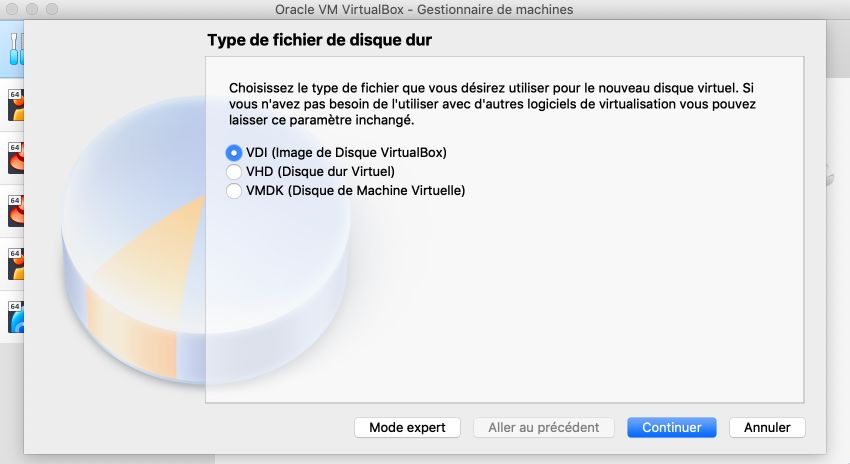 Oracle VM VirtualBox - Gestionnaire de machines
Type de fichier de disque dur
64
64
64
64
64
Choisissez le type de fichier que vous désirez utiliser pour le nouveau disque virtuel. Si
vous n'avez pas besoin de l'utiliser avec d'autres logiciels de virtualisation vous pouvez
laisser ce paramètre inchangé.
VDI (Image de Disque VirtualBox)
VHD (Disque dur Virtuel)
VMDK (Disque de Machine Virtuelle)
Mode expert
Aller au précédent
Continuer
Annuler